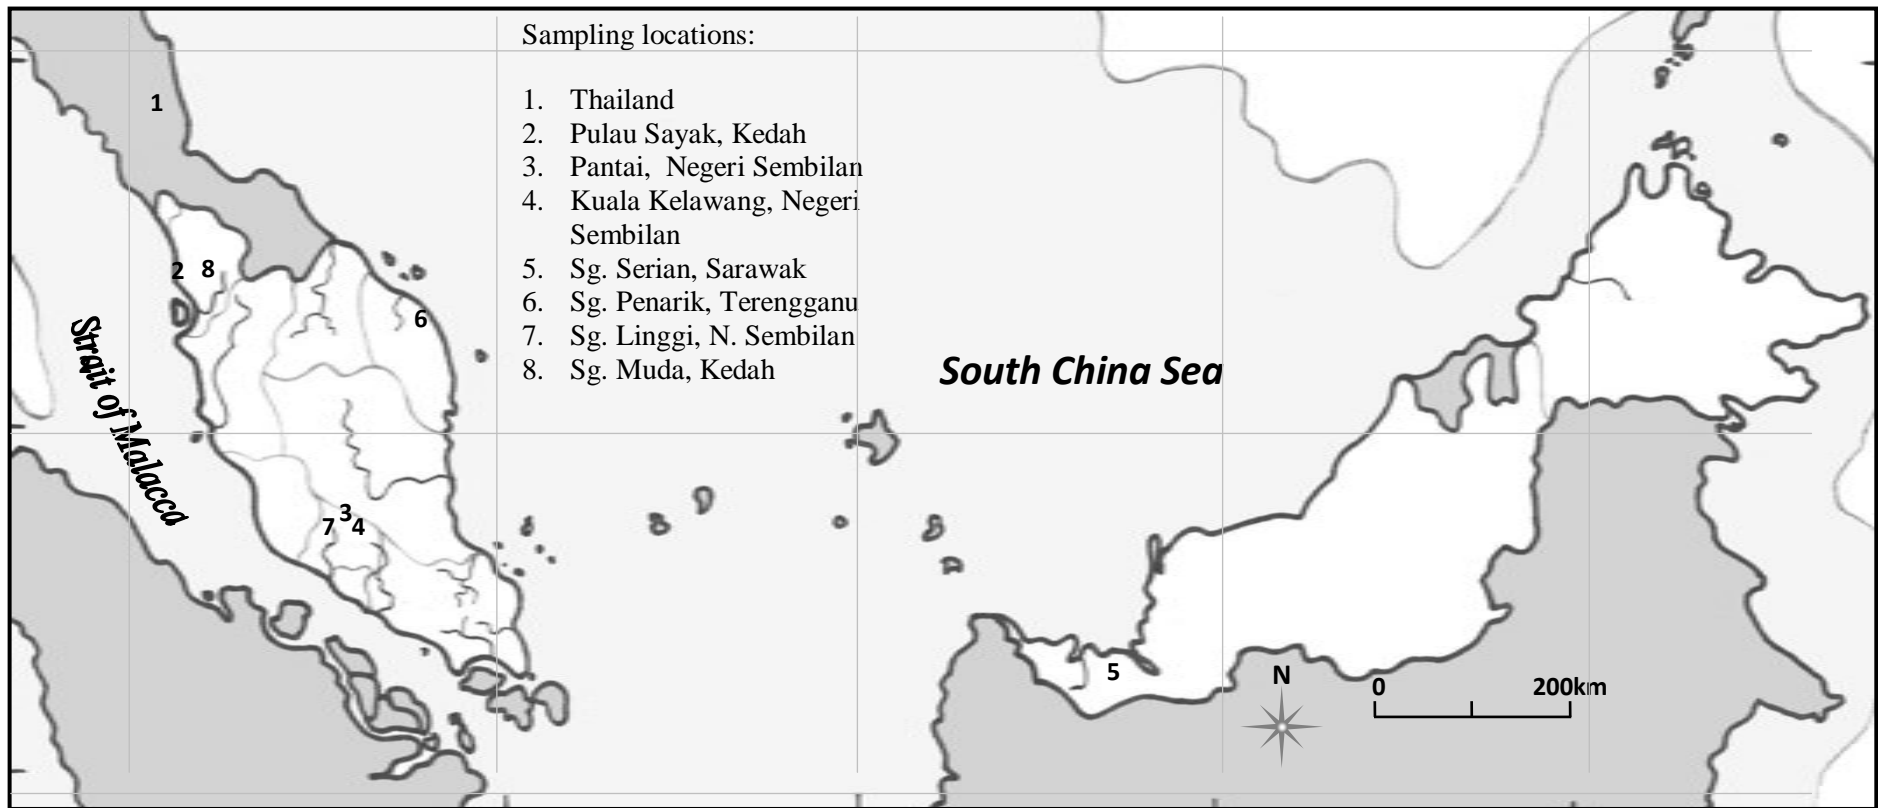 Sampling locations:
1. Thailand
2. Pulau Sayak, Kedah
3. Pantai, Negeri Sembilan
4. Kuala Kelawang, Negeri
Sembilan
5. Sg. Serian, Sarawak
6. Sg. Penarik, Terengganu
7. Sg. Linggi, N. Sembilan
8. Sg. Muda, Kedah
1
2 8
6
Strait of Malacca
South China Sea
3
7 4
5
N
0 200km